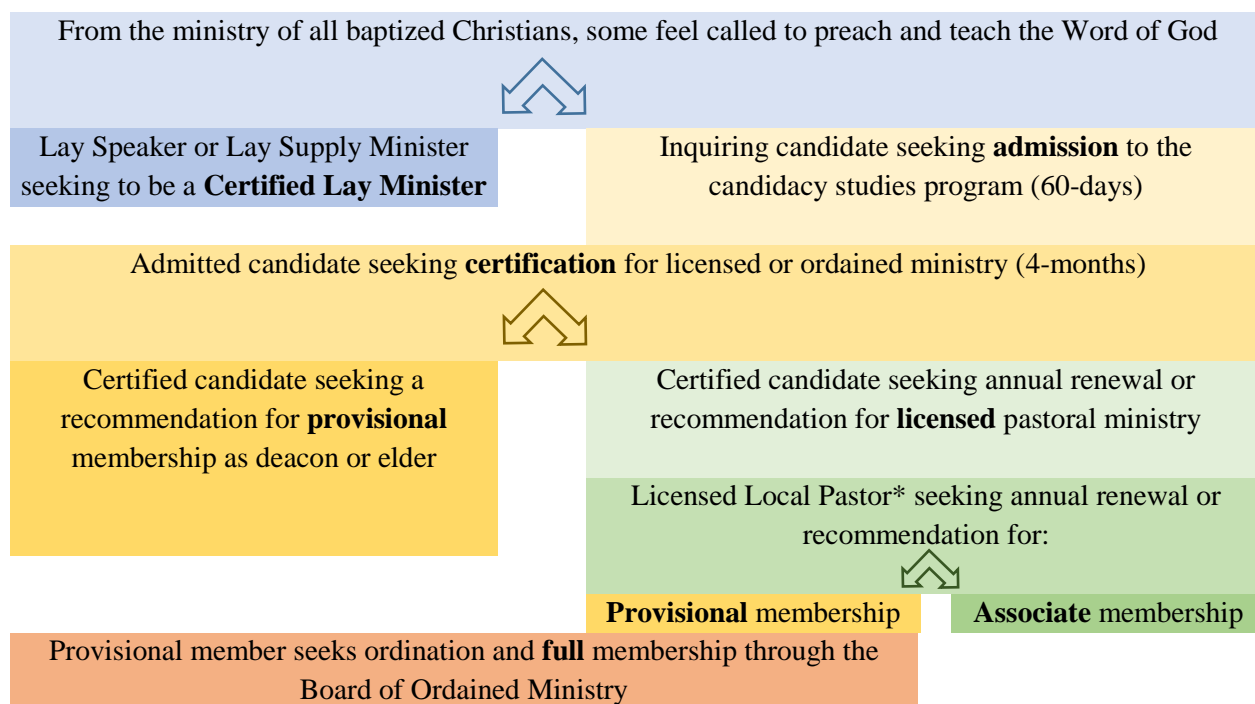 From the ministry of all baptized Christians, some feel called to preach and teach the Word of God
Lay Speaker or Lay Supply Minister
seeking to be a Certified Lay Minister
Inquiring candidate seeking admission to the
candidacy studies program (60-days)
Admitted candidate seeking certification for licensed or ordained ministry (4-months)
Certified candidate seeking a
recommendation for provisional
membership as deacon or elder
Certified candidate seeking annual renewal or
recommendation for licensed pastoral ministry
Licensed Local Pastor* seeking annual renewal or
recommendation for:
Provisional membership
Associate membership
Provisional member seeks ordination and full membership through the
Board of Ordained Ministry